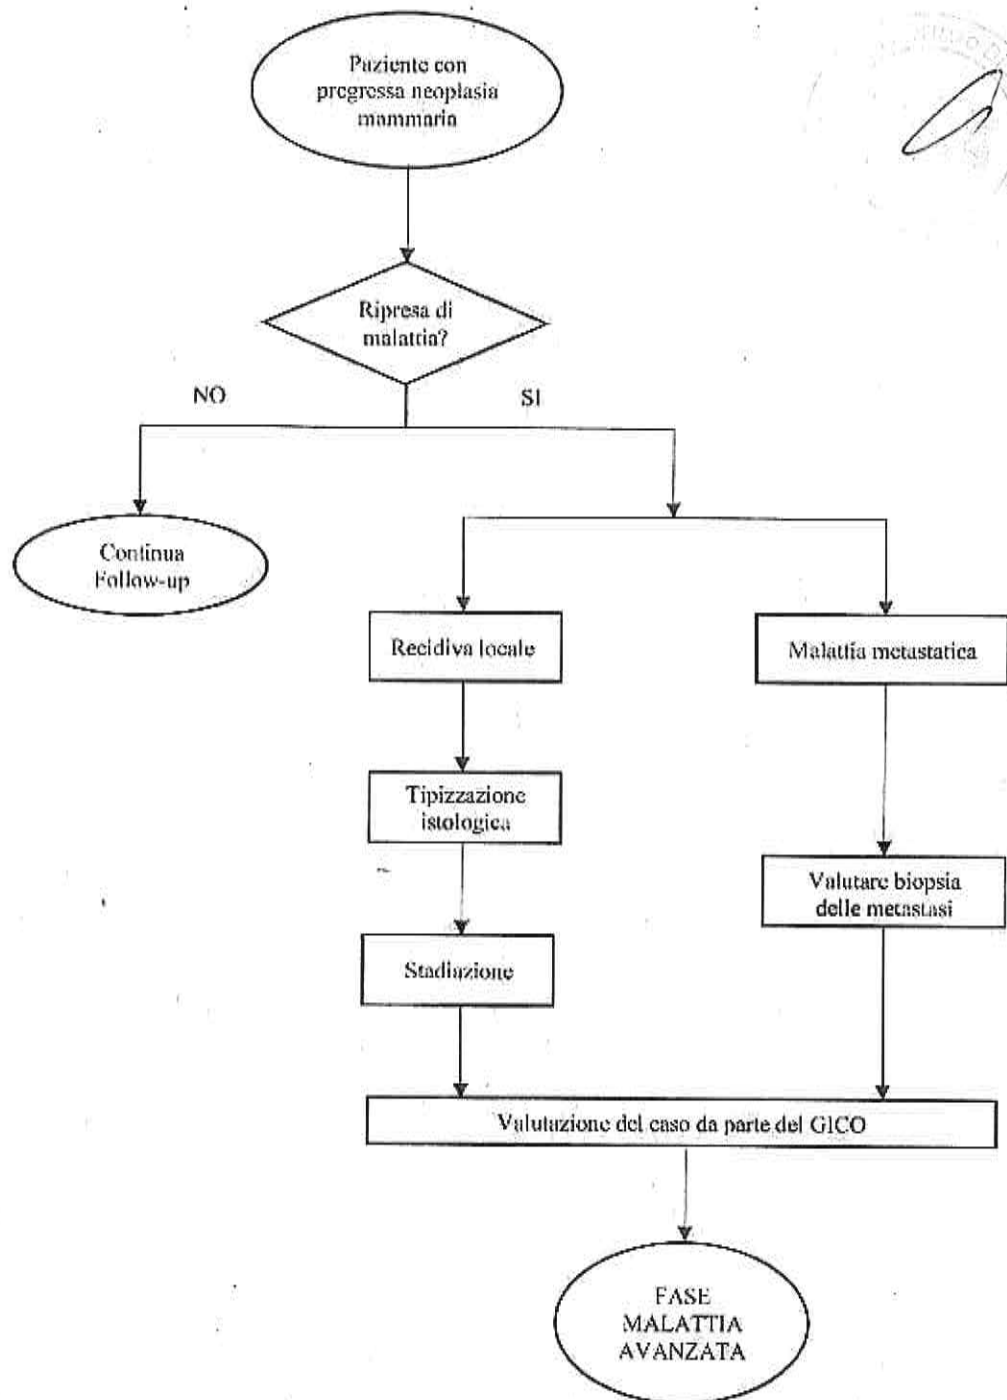 Paziente con
pregressa neoplasia
mammaria
Ripresa di
malattia?
NO
SI
Continua
Follow-up
Recidiva locale
Malattia metastatica
Tipizzazione
istologica
Valutare biopsia
delle metastasi
Stadiazione
Valutazione del caso da parte del GICO
FASE
MALATTIA
AVANZATA